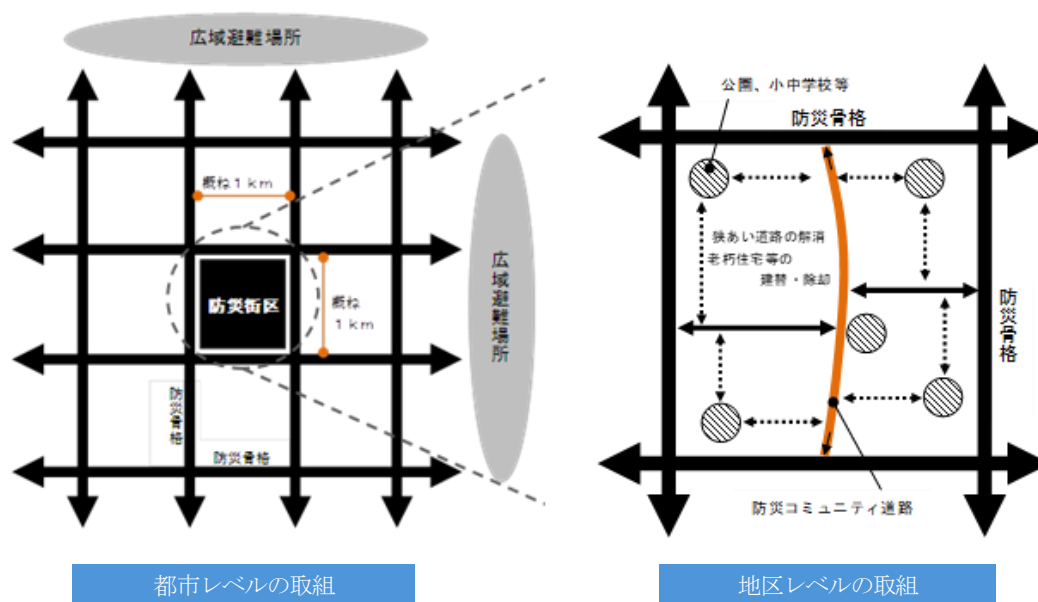 広域避難場所
概ね1km
防災街区
概ね
1km
広域避難場所
防災骨格
防災骨格
都市レベルの取組
公園、小中学校等
防災骨格
狭あい道路の解消
老朽住宅等の
建替・除却
防災骨格
防災コミュニティ道路
地区レベルの取組